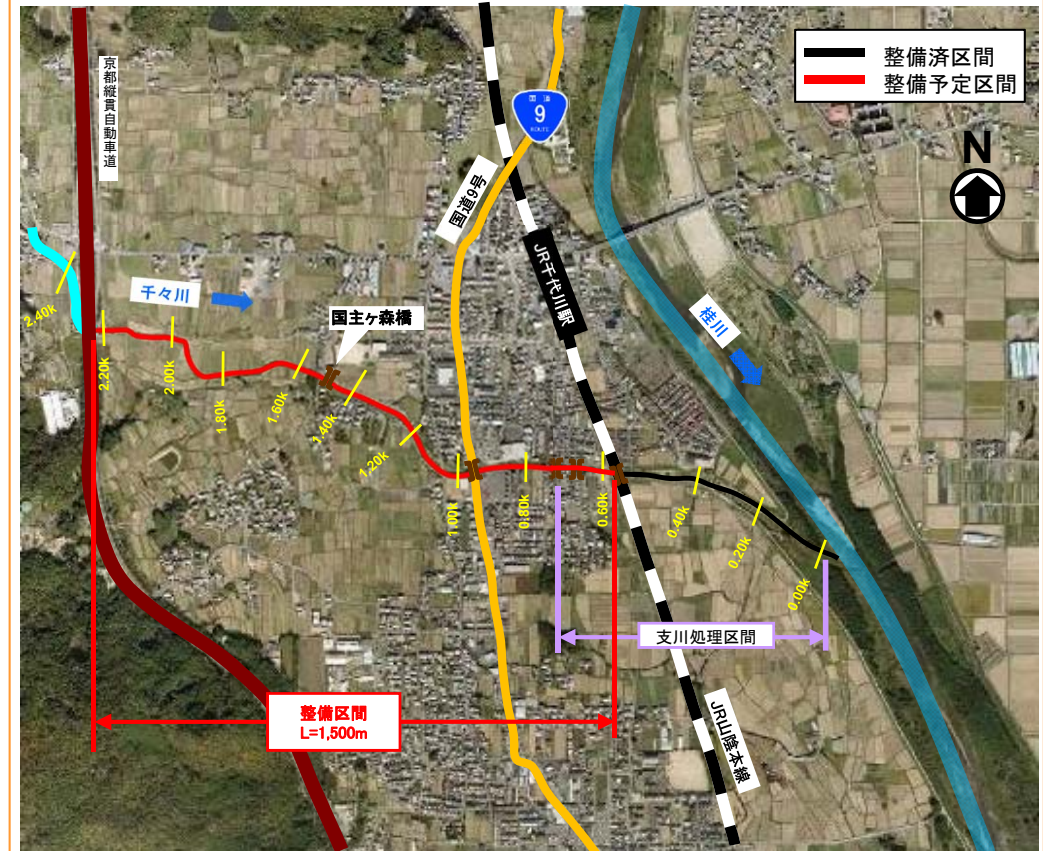 整備済区間
整備予定区間
京都縦貫自動車道
国道
9
ROUTE
N
国道9号
JR千代川駅
千々川
国主ヶ森橋
桂川
2.40k
2.20k
2.00k
1.80k
1.60k
1.40k
1.20k
1.00k
0.80k
0.60k
0.40k
0.20k
0.00k
支川処理区間
整備区間
L=1,500m
JR山陰本線